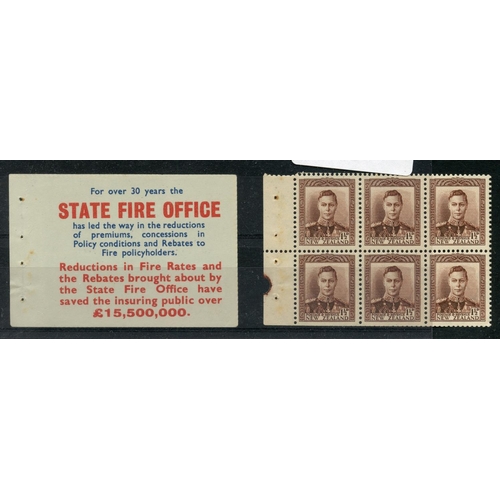 For over 30 years the
STATE FIRE OFFICE
has led the way in the reductions
of premiums, concessions in
Policy conditions and Rebates to
Fire policyholders.
Reductions in Fire Rates and
the Rebates brought about by
the State Fire Office have
saved the insuring public over
£15,500,000.
NEW ZEALAND
NEW ZEALAND
NEW ZEALAND
NEW ZEALAND
NEW ZEALAND
NEW ZEALAND